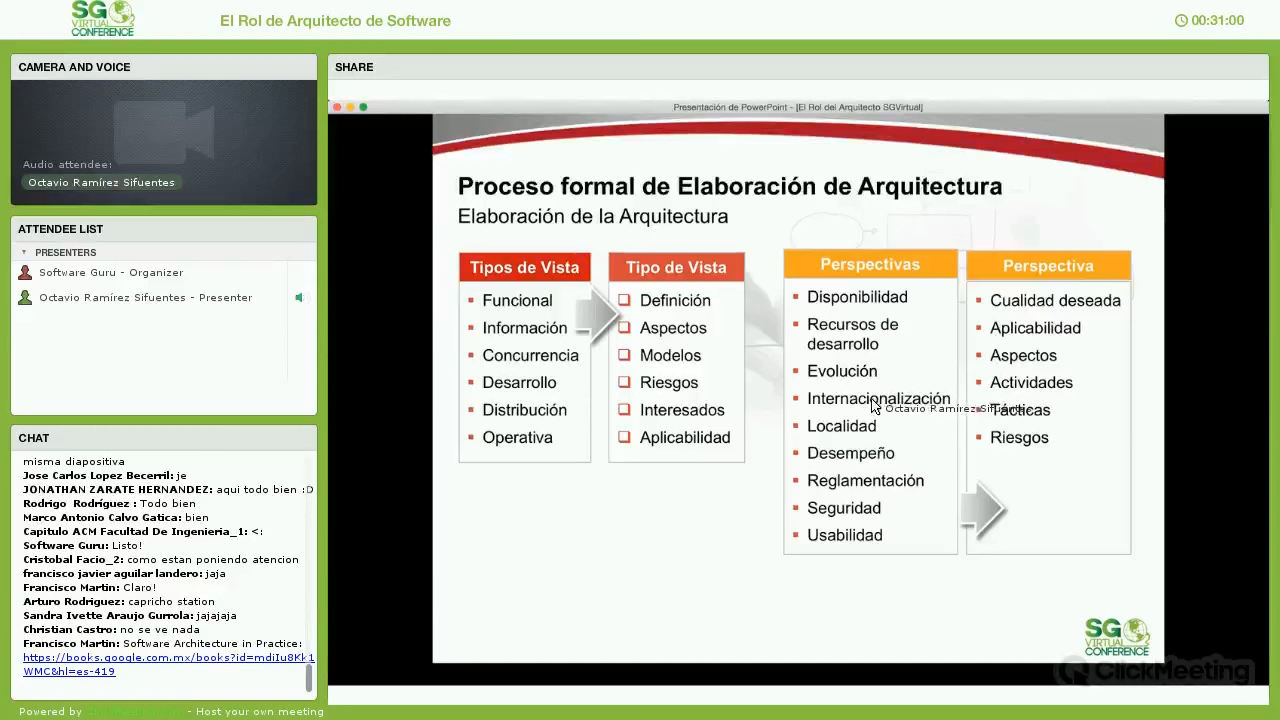 SG
VIRTUAL
CONFERENCE
El Rol de Arquitecto de Software
00:31:00
CAMERA AND VOICE
Audio attendee:
Octavio Ramírez Sifuentes
ATTENDEE LIST
PRESENTERS
Software Guru - Organizer
Octavio Ramírez Sifuentes - Presenter
CHAT
misma diapositiva
Jose Carlos Lopez Becerril: je
JONATHAN ZARATE HERNANDEZ: aqui todo bien :D
Rodrigo Rodríguez : Todo bien
Marco Antonio Calvo Gatica: bien
Capitulo ACM Facultad De Ingenieria_1: <:
Software Guru: Listo!
Cristobal Facio_2: como estan poniendo atencion
francisco javier aguilar landero: jaja
Francisco Martin: Claro!
Arturo Rodriguez: capricho station
Sandra Ivette Araujo Gurrola: jajajaja
Christian Castro: no se ve nada
Francisco Martin: Software Architecture in Practice:
https://books.google.com.mx/books?id=mdiIu8Kk1
WMC&hl=es-419
Powered by
- Host your own meeting
SHARE
Presentación de PowerPoint - [El Rol del Arquitecto SGVirtual]
Proceso formal de Elaboración de Arquitectura
Elaboración de la Arquitectura
Tipos de Vista
Funcional
Información
Concurrencia
Desarrollo
Distribución
Operativa
Tipo de Vista
Definición
Aspectos
Modelos
Riesgos
Interesados
Aplicabilidad
Perspectivas
Disponibilidad
Recursos de
desarrollo
Evolución
Internacionalización
Localidad
Desempeño
Reglamentación
Seguridad
Usabilidad
Perspectiva
Cualidad deseada
Aplicabilidad
Aspectos
Actividades
Tácticas
Riesgos
Octavio Ramírez Sifuentes
SG
VIRTUAL
CONFERENCE
ClickMeeting